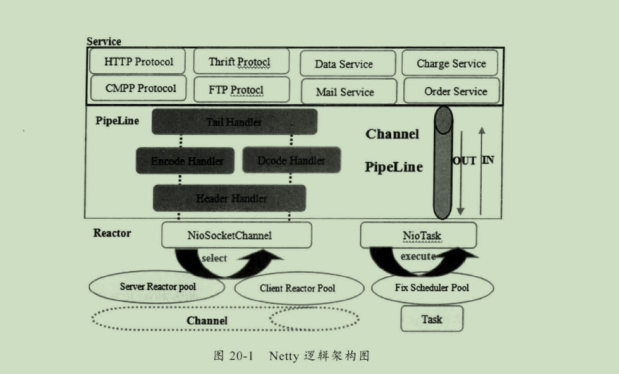 Service
HTTP Protocol Thrift Protocl Data Service Charge Service
CMPP Protocol FTP Protocl Mail Service Order Service
PipeLine
Tail Handler
Channel
Encode Handler Dcode Handler
PipeLine
OUT IN
Header Handler
Reactor
NioSocketChannel NioTask
select execute
Server Reactor pool Client Reactor Pool Fix Scheduler Pool
Channel Task
图 20-1 Netty 逻辑架构图